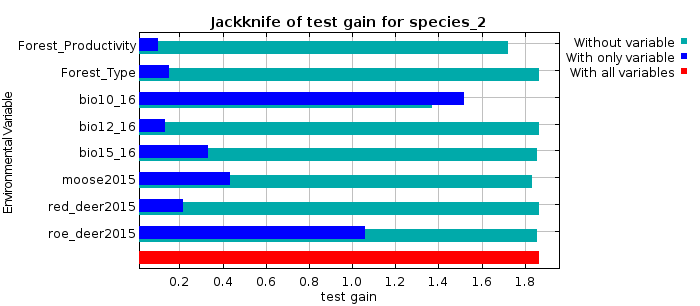 Jackknife of test gain for species_2
Without variable
With only variable
With all variables
Environmental Variable
Forest_Productivity
Forest_Type
bio10_16
bio12_16
bio15_16
moose2015
red_deer2015
roe_deer2015
0.2 0.4 0.6 0.8 1.0 1.2 1.4 1.6 1.8
test gain